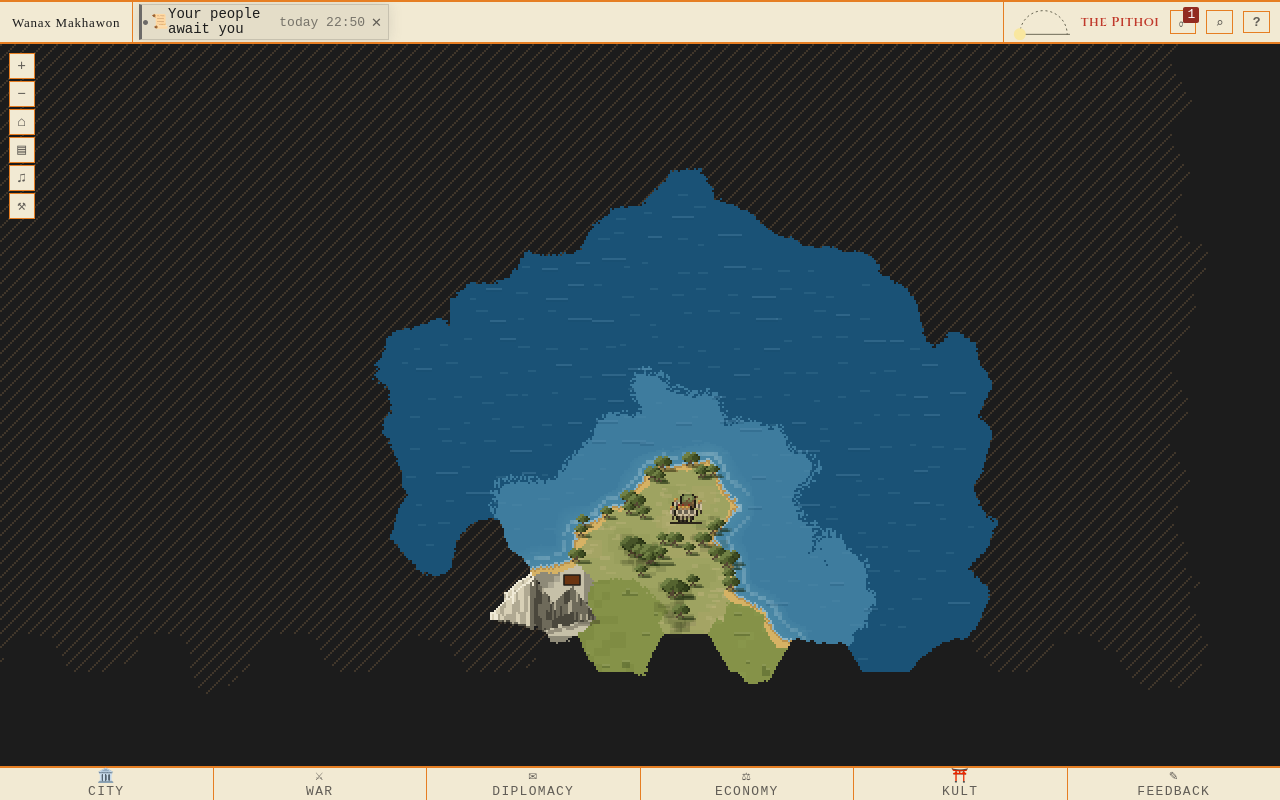 Wanax Makhawon
Your people
await you
today 22:50 ✕
THE PITHOI
1
?
+
−
CITY
WAR
DIPLOMACY
ECONOMY
KULT
FEEDBACK